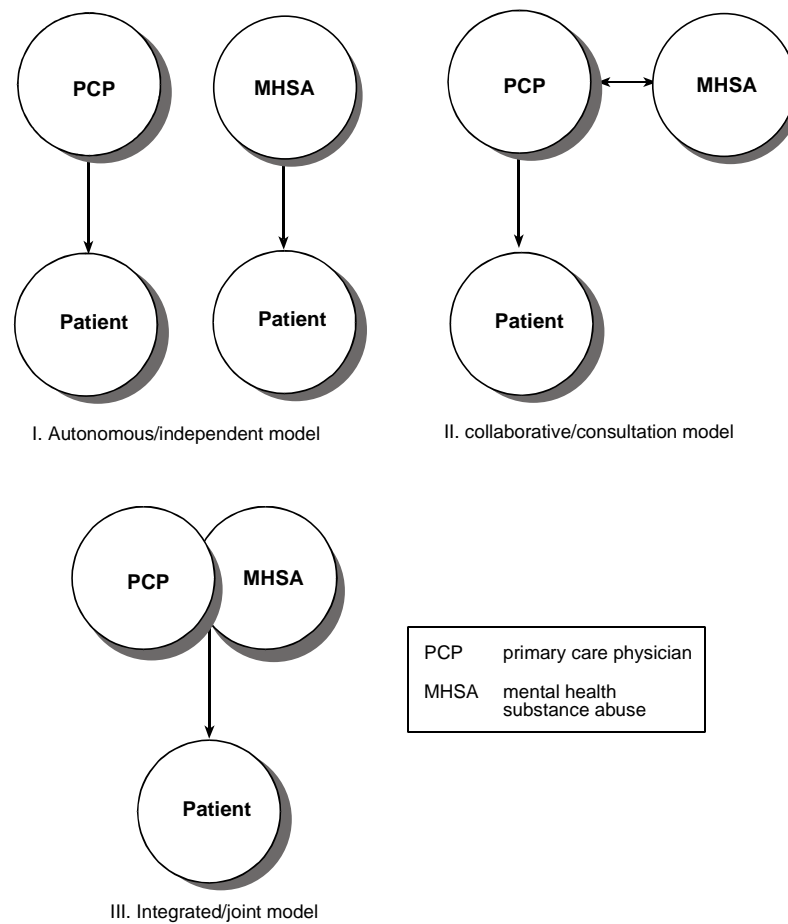 PCP
MHSA
Patient
Patient
I. Autonomous/independent model
PCP
MHSA
Patient
II. collaborative/consultation model
PCP
MHSA
Patient
III. Integrated/joint model
PCP primary care physician
MHSA mental health
substance abuse